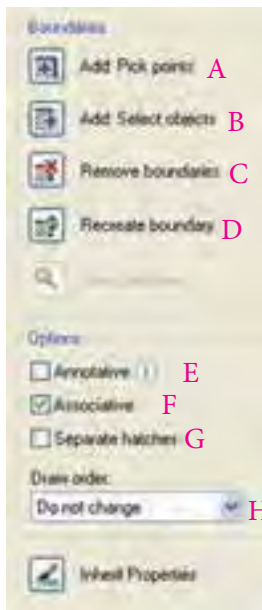 Boundaries
Add: Pick points A
Add: Select objects B
Remove boundaries C
Recreate boundary D
Options
Annotative E
Associative F
Separate hatches G
Draw order:
Do not change H
Inherit Properties